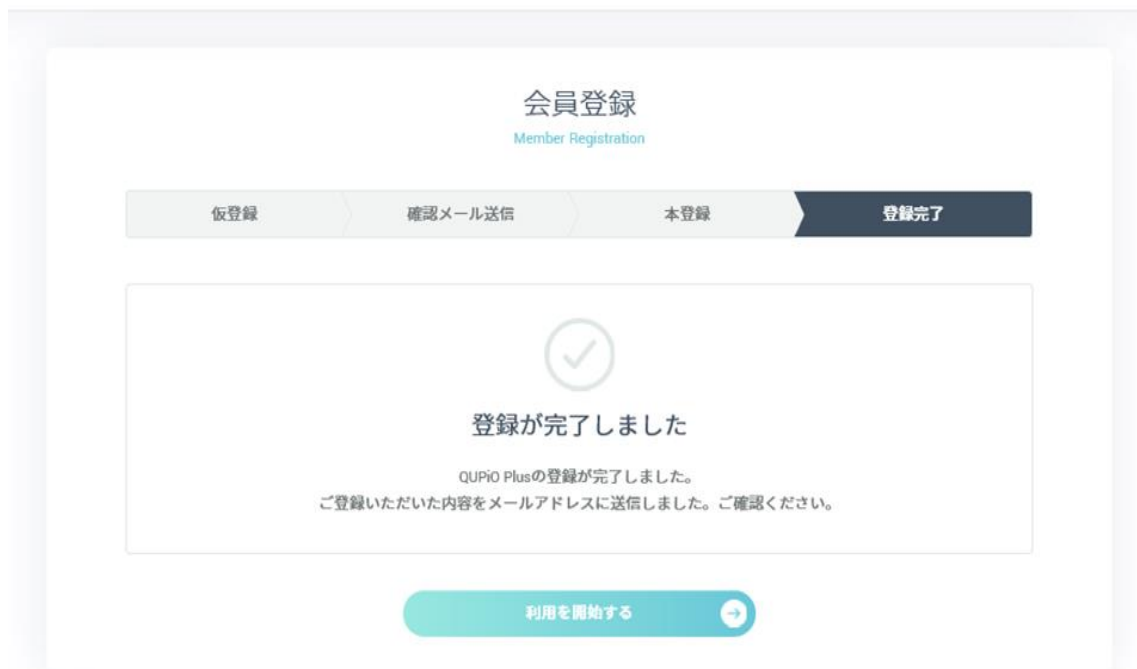 会員登録
Member Registration
仮登録
確認メール送信
本登録
登録完了
登録が完了しました
QUPiO Plusの登録が完了しました。
ご登録いただいた内容をメールアドレスに送信しました。ご確認ください。
利用を開始する